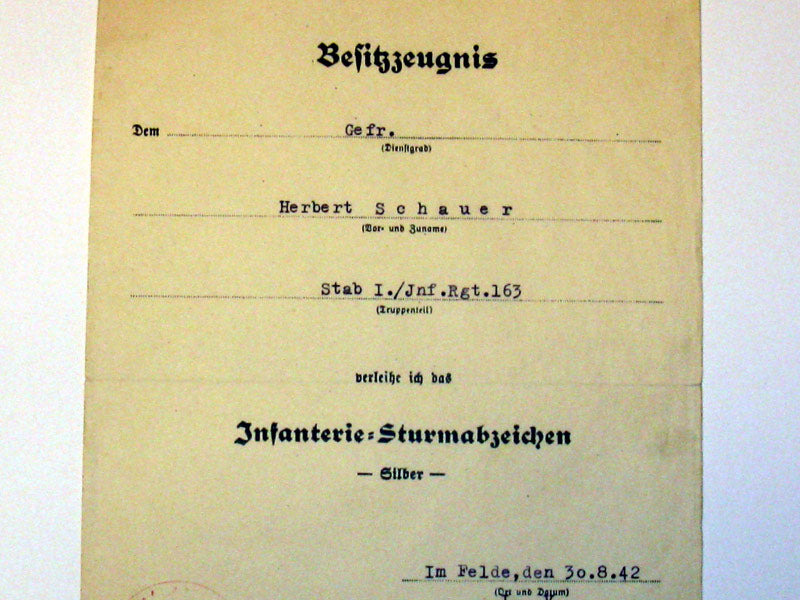 Besitzzeugnis
Dem Gefr.
(Dienstgrad)
Herbert Schauer
(Vor- und Zuname)
Stab I./Jnf.Rgt.163
(Truppenteil)
verleihe ich das
Infanterie-Sturmabzeichen
— Silber —
Im Felde,den 30.8.42
(Ort und Datum)